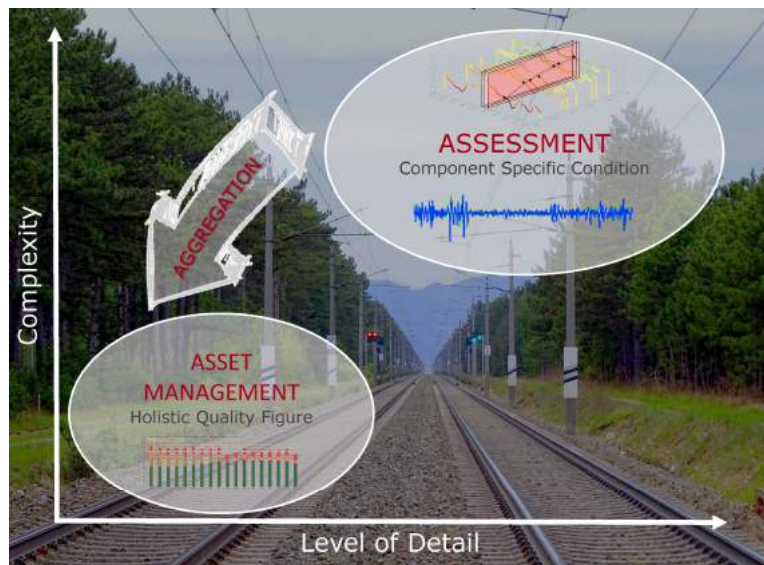 ASSESSMENT
Component Specific Condition
AGGREGATION
Complexity
ASSET
MANAGEMENT
Holistic Quality Figure
Level of Detail